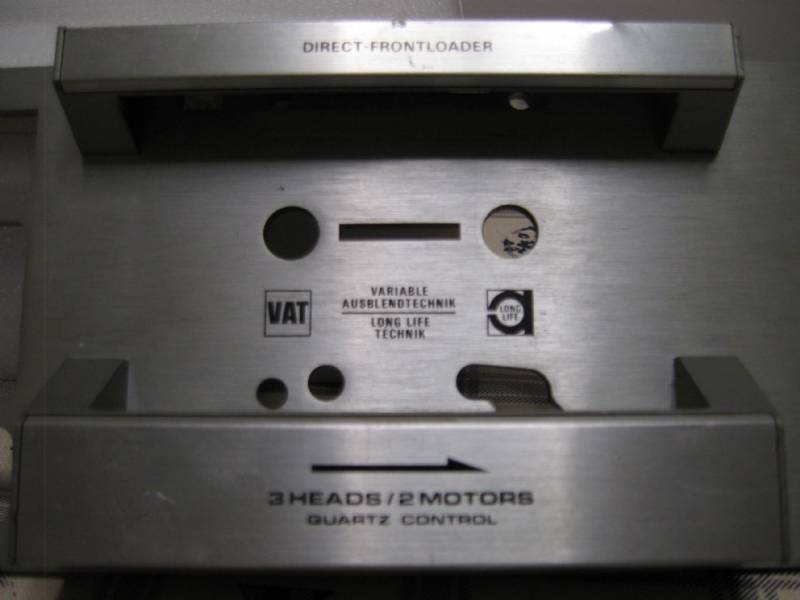 DIRECT-FRONTLOADER
VAT
VARIABLE
AUSBLENDTECHNIK
LONG LIFE
TECHNIK
a
LONG
LIFE
3 HEADS / 2 MOTORS
QUARTZ CONTROL